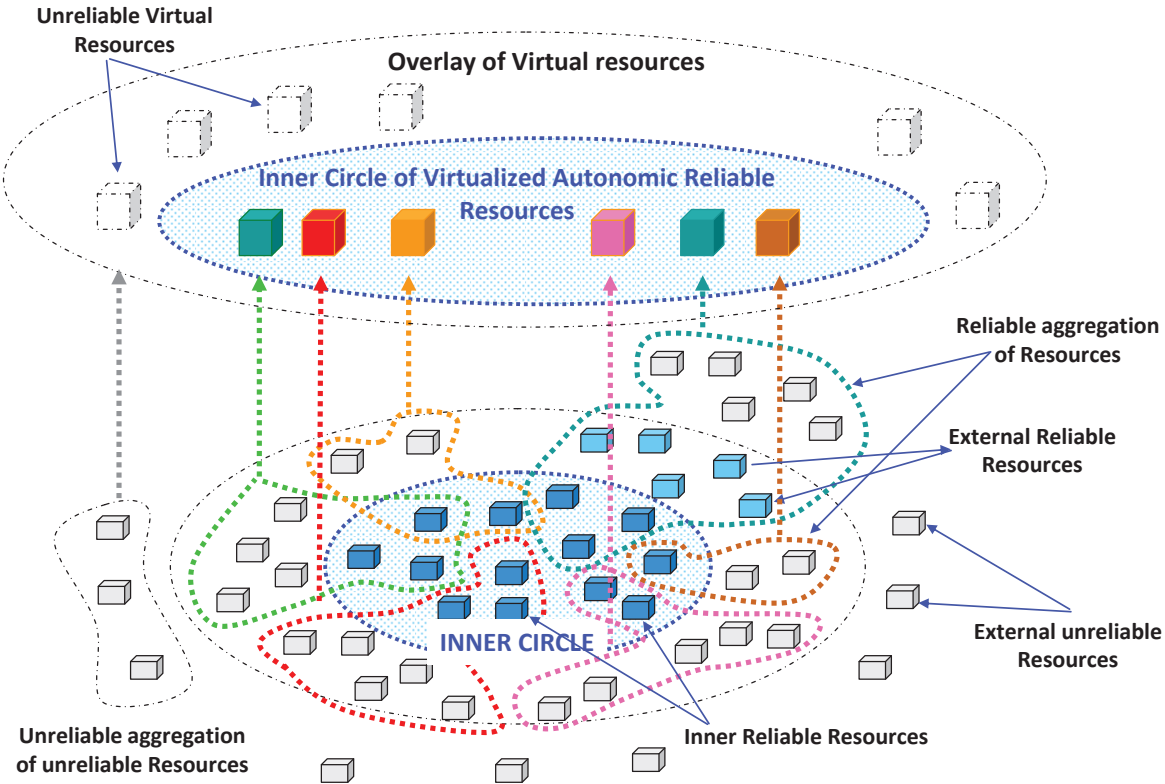 Unreliable Virtual
Resources
Overlay of Virtual resources
Inner Circle of Virtualized Autonomic Reliable
Resources
Reliable aggregation
of Resources
External Reliable
Resources
INNER CIRCLE
External unreliable
Resources
Unreliable aggregation
of unreliable Resources
Inner Reliable Resources